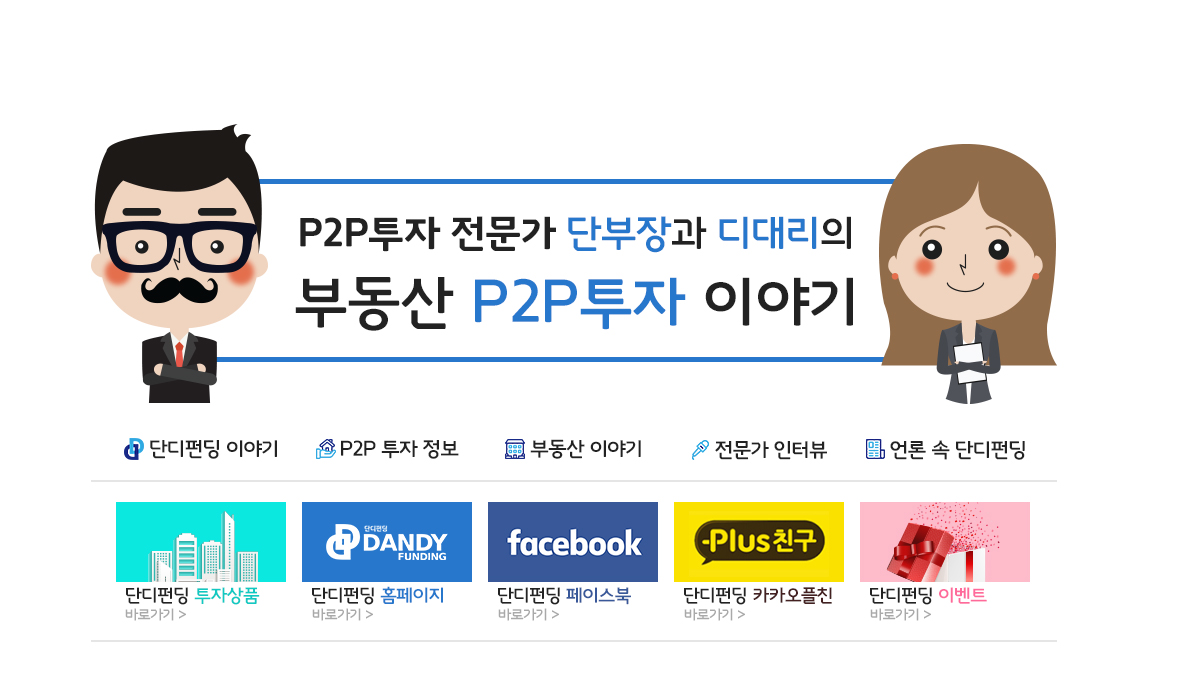 P2P투자 전문가 단부장과 디대리의
부동산 P2P투자 이야기
단디펀딩 이야기
P2P 투자 정보
부동산 이야기
전문가 인터뷰
언론 속 단디펀딩
단디펀딩
DANDY
FUNDING
facebook
-Plus친구
단디펀딩 투자상품
바로가기 >
단디펀딩 홈페이지
바로가기 >
단디펀딩 페이스북
바로가기 >
단디펀딩 카카오플친
바로가기 >
단디펀딩 이벤트
바로가기 >